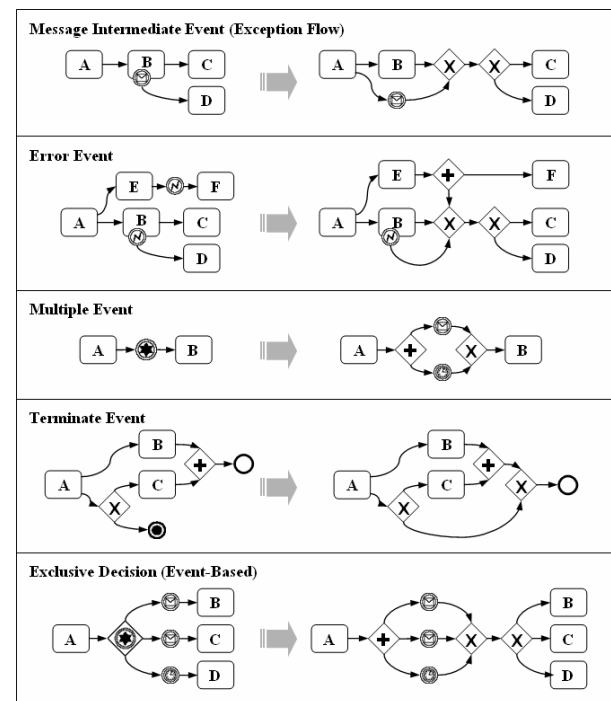 Message Intermediate Event (Exception Flow)
A B C A B X X C
D D
Error Event
E F E F
A B C A B X X C
D D
Multiple Event
A B A X B
Terminate Event
B B
A C A C X
X X
Exclusive Decision (Event-Based)
B B
A C A X X C
D D